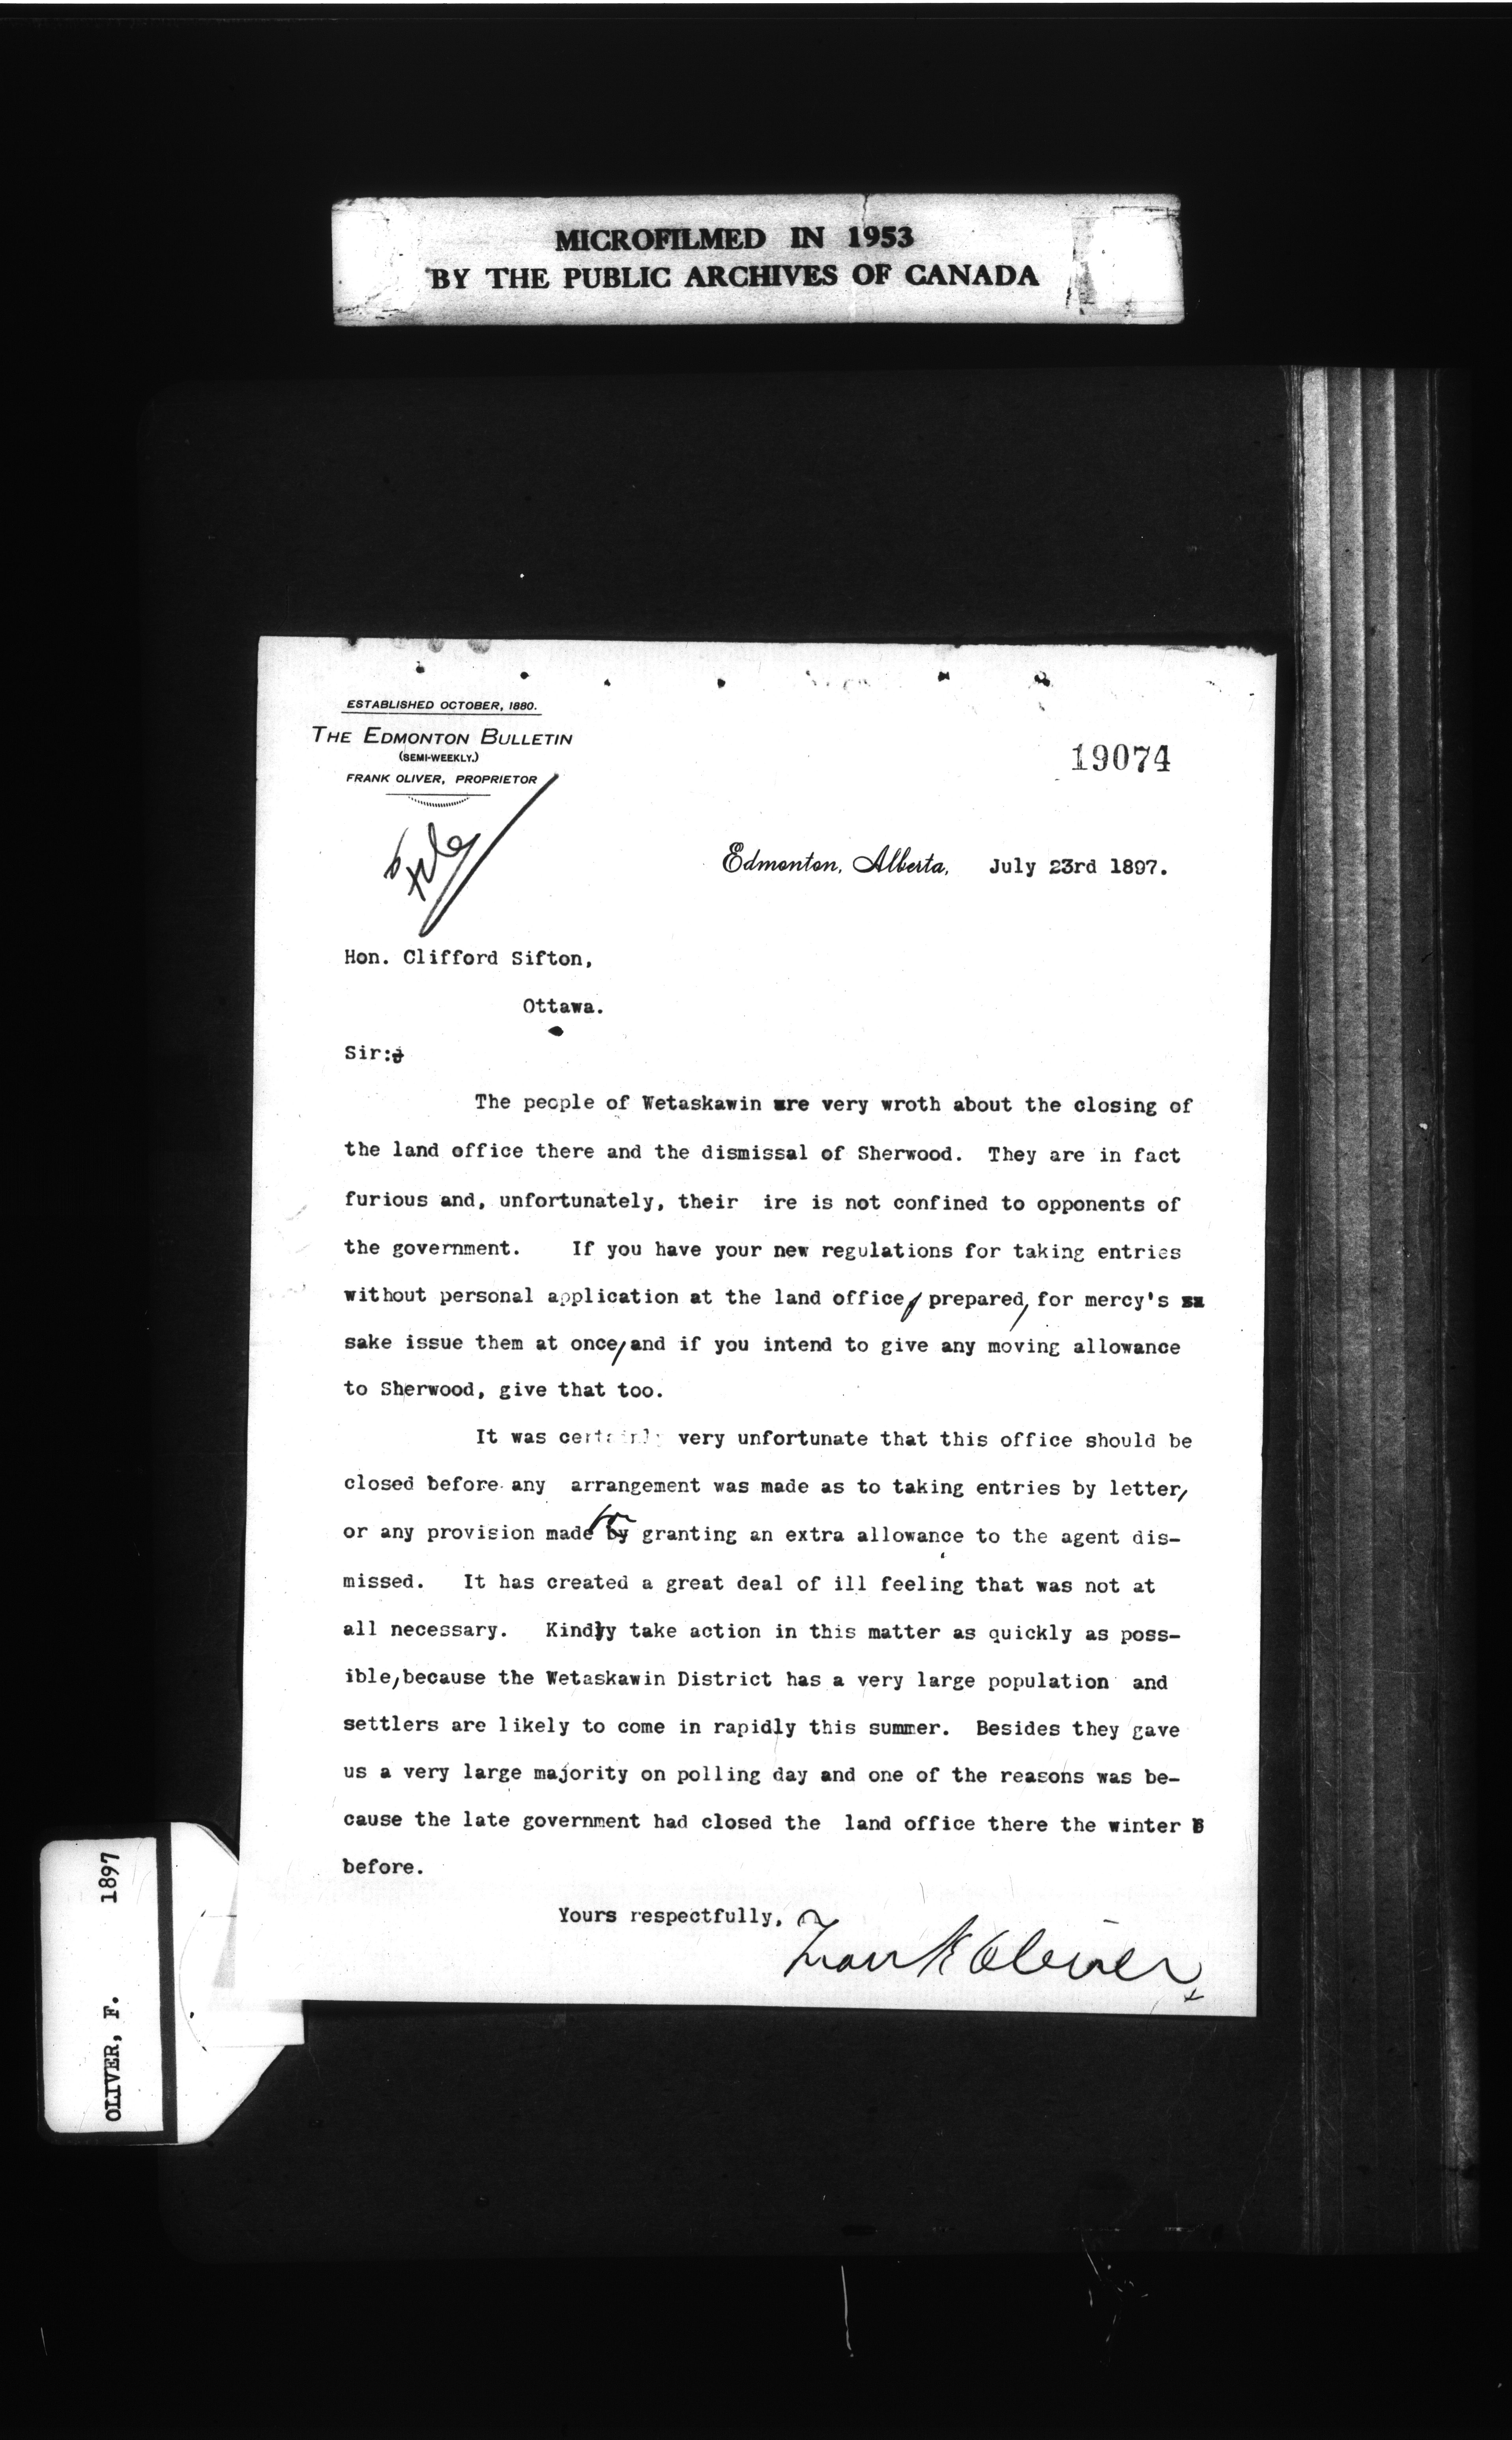 MICROFILMED IN 1953
BY THE PUBLIC ARCHIVES OF CANADA
ESTABLISHED OCTOBER, 1880.
THE EDMONTON BULLETIN
(SEMI-WEEKLY.)
FRANK OLIVER, PROPRIETOR
19074
Edmonton, Alberta, July 23rd 1897.
Hon. Clifford Sifton,
Ottawa.
Sir:
The people of Wetaskawin are very wroth about the closing of
the land office there and the dismissal of Sherwood. They are in fact
furious and, unfortunately, their ire is not confined to opponents of
the government. If you have your new regulations for taking entries
without personal application at the land office, prepared, for mercy's
sake issue them at once, and if you intend to give any moving allowance
to Sherwood, give that too.
It was certainly very unfortunate that this office should be
closed before any arrangement was made as to taking entries by letter,
or any provision made for by granting an extra allowance to the agent dis-
missed. It has created a great deal of ill feeling that was not at
all necessary. Kindly take action in this matter as quickly as poss-
ible, because the Wetaskawin District has a very large population and
settlers are likely to come in rapidly this summer. Besides they gave
us a very large majority on polling day and one of the reasons was be-
cause the late government had closed the land office there the winter
before.
Yours respectfully,
Frank Oliver
OLIVER, F. 1897